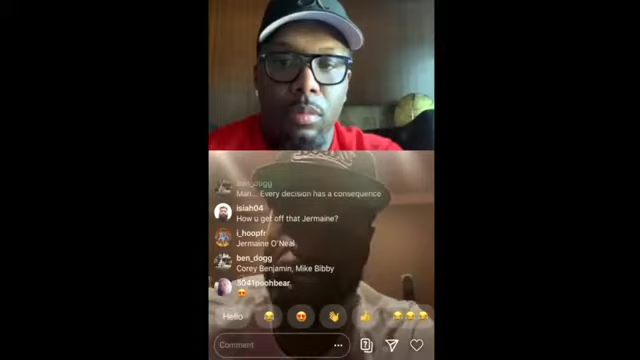 ben_dogg
Man... Every decision has a consequence
isiah04
How u get off that Jermaine?
i_hoopfr
Jermaine O'Neal
ben_dogg
Corey Benjamin, Mike Bibby
3041poohbear
😍
Hello 😂 😍 👏 👍 😂😂😂
Comment